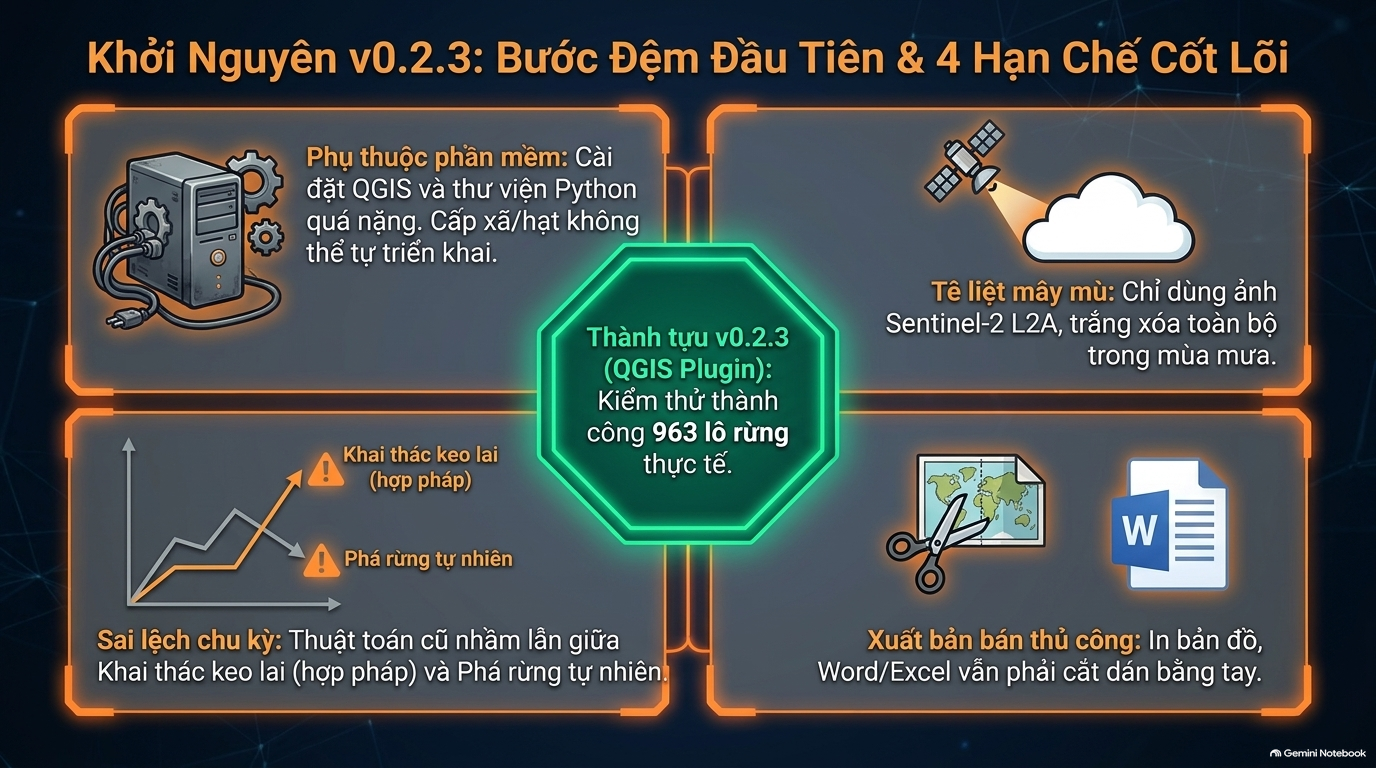 Khởi Nguyên v0.2.3: Bước Đệm Đầu Tiên & 4 Hạn Chế Cốt Lõi
Phụ thuộc phần mềm: Cài
đặt QGIS và thư viện Python
quá nặng. Cấp xã/hạt không
thể tự triển khai.
Tê liệt mây mù: Chỉ dùng ảnh
Sentinel-2 L2A, trắng xóa toàn bộ
trong mùa mưa.
Thành tựu v0.2.3
(QGIS Plugin):
Kiểm thử thành
công 963 lô rừng
thực tế.
Khai thác keo lai
(hợp pháp)
Phá rừng tự nhiên
Sai lệch chu kỳ: Thuật toán cũ nhầm lẫn giữa
Khai thác keo lai (hợp pháp) và Phá rừng tự nhiên.
W
Xuất bản bán thủ công: In bản đồ,
Word/Excel vẫn phải cắt dán bằng tay.
Gemini Notebook